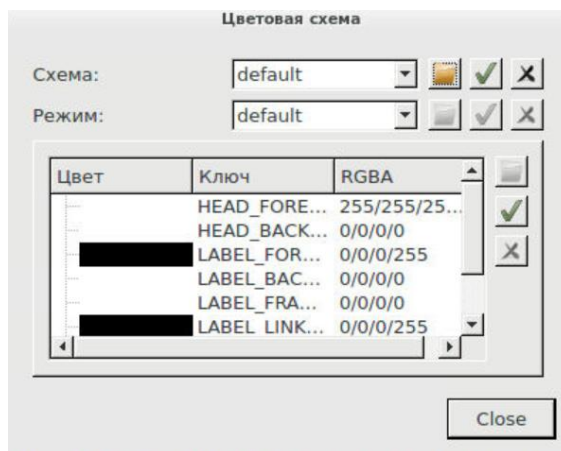 Цветовая схема
Схема: default
Режим: default
Цвет Ключ RGBA
HEAD_FORE... 255/255/25...
HEAD_BACK... 0/0/0/0
LABEL_FOR... 0/0/0/255
LABEL_BAC... 0/0/0/0
LABEL_FRA... 0/0/0/0
LABEL_LINK... 0/0/0/255
Close